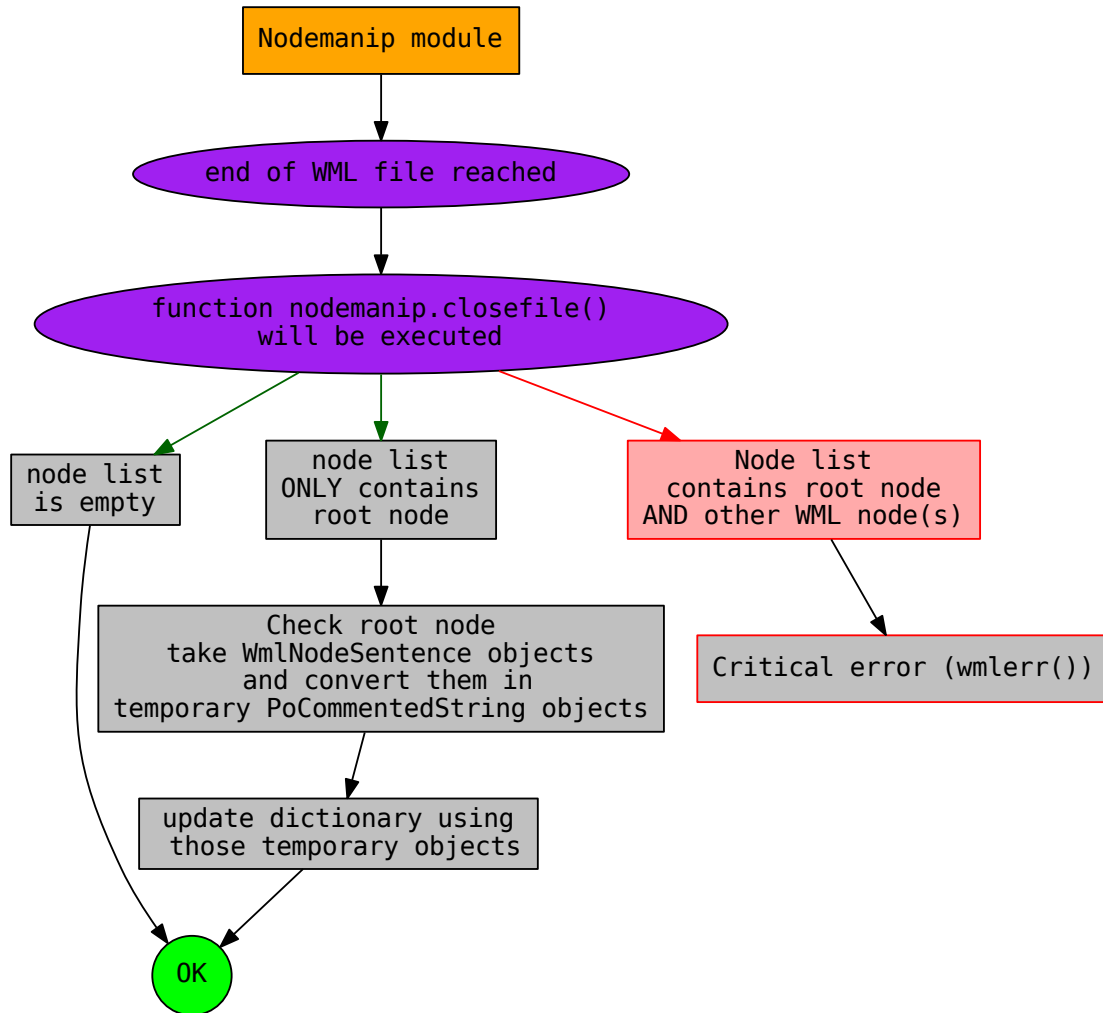 Nodemanip module
end of WML file reached
function nodemanip.closefile()
will be executed
node list
is empty
node list
ONLY contains
root node
Node list
contains root node
AND other WML node(s)
Check root node
take WmlNodeSentence objects
and convert them in
temporary PoCommentedString objects
Critical error (wmlerr())
update dictionary using
those temporary objects
OK